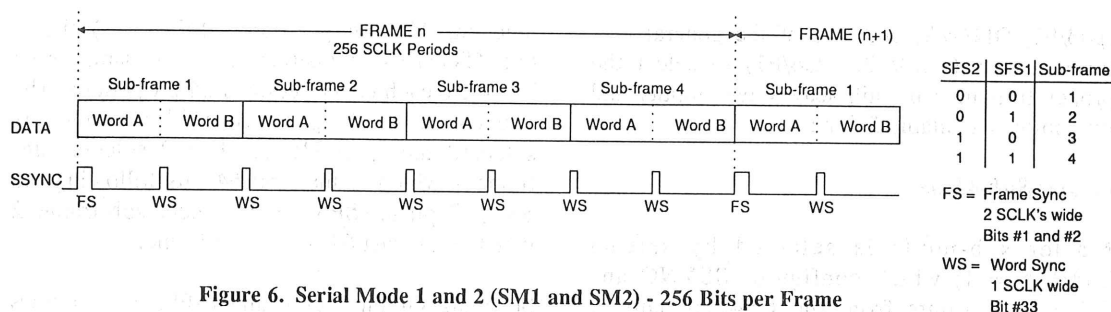 FRAME n
FRAME (n+1)
256 SCLK Periods
Sub-frame 1 Sub-frame 2 Sub-frame 3 Sub-frame 4 Sub-frame 1
DATA Word A Word B Word A Word B Word A Word B Word A Word B Word A Word B
SSYNC
FS WS WS WS WS WS WS WS FS WS
SFS2 SFS1 Sub-frame
0 0 1
0 1 2
1 0 3
1 1 4
FS = Frame Sync
2 SCLK's wide
Bits #1 and #2
WS = Word Sync
1 SCLK wide
Bit #33
Figure 6. Serial Mode 1 and 2 (SM1 and SM2) - 256 Bits per Frame